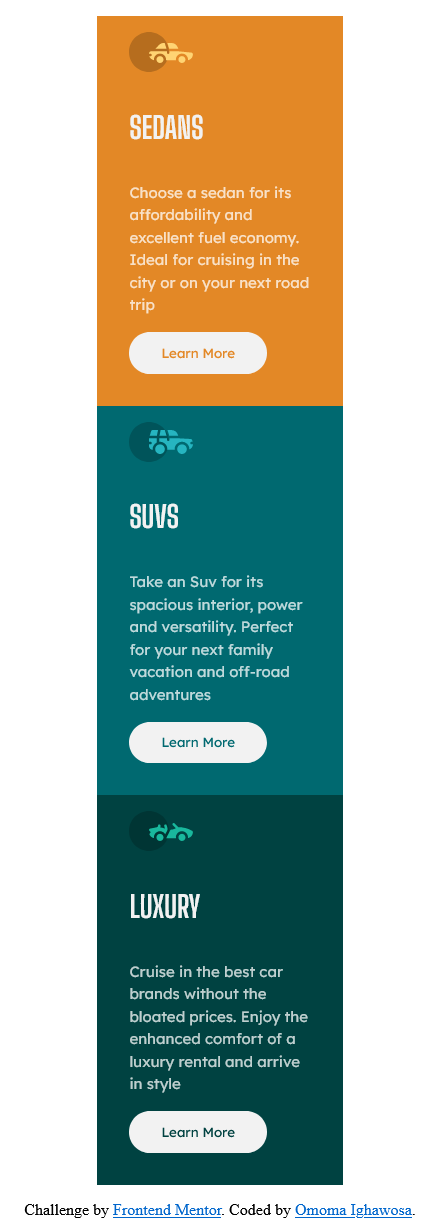 SEDANS
Choose a sedan for its
affordability and
excellent fuel economy.
Ideal for cruising in the
city or on your next road
trip
Learn More
SUVS
Take an Suv for its
spacious interior, power
and versatility. Perfect
for your next family
vacation and off-road
adventures
Learn More
LUXURY
Cruise in the best car
brands without the
bloated prices. Enjoy the
enhanced comfort of a
luxury rental and arrive
in style
Learn More
Challenge by Frontend Mentor. Coded by Omoma Ighawosa.